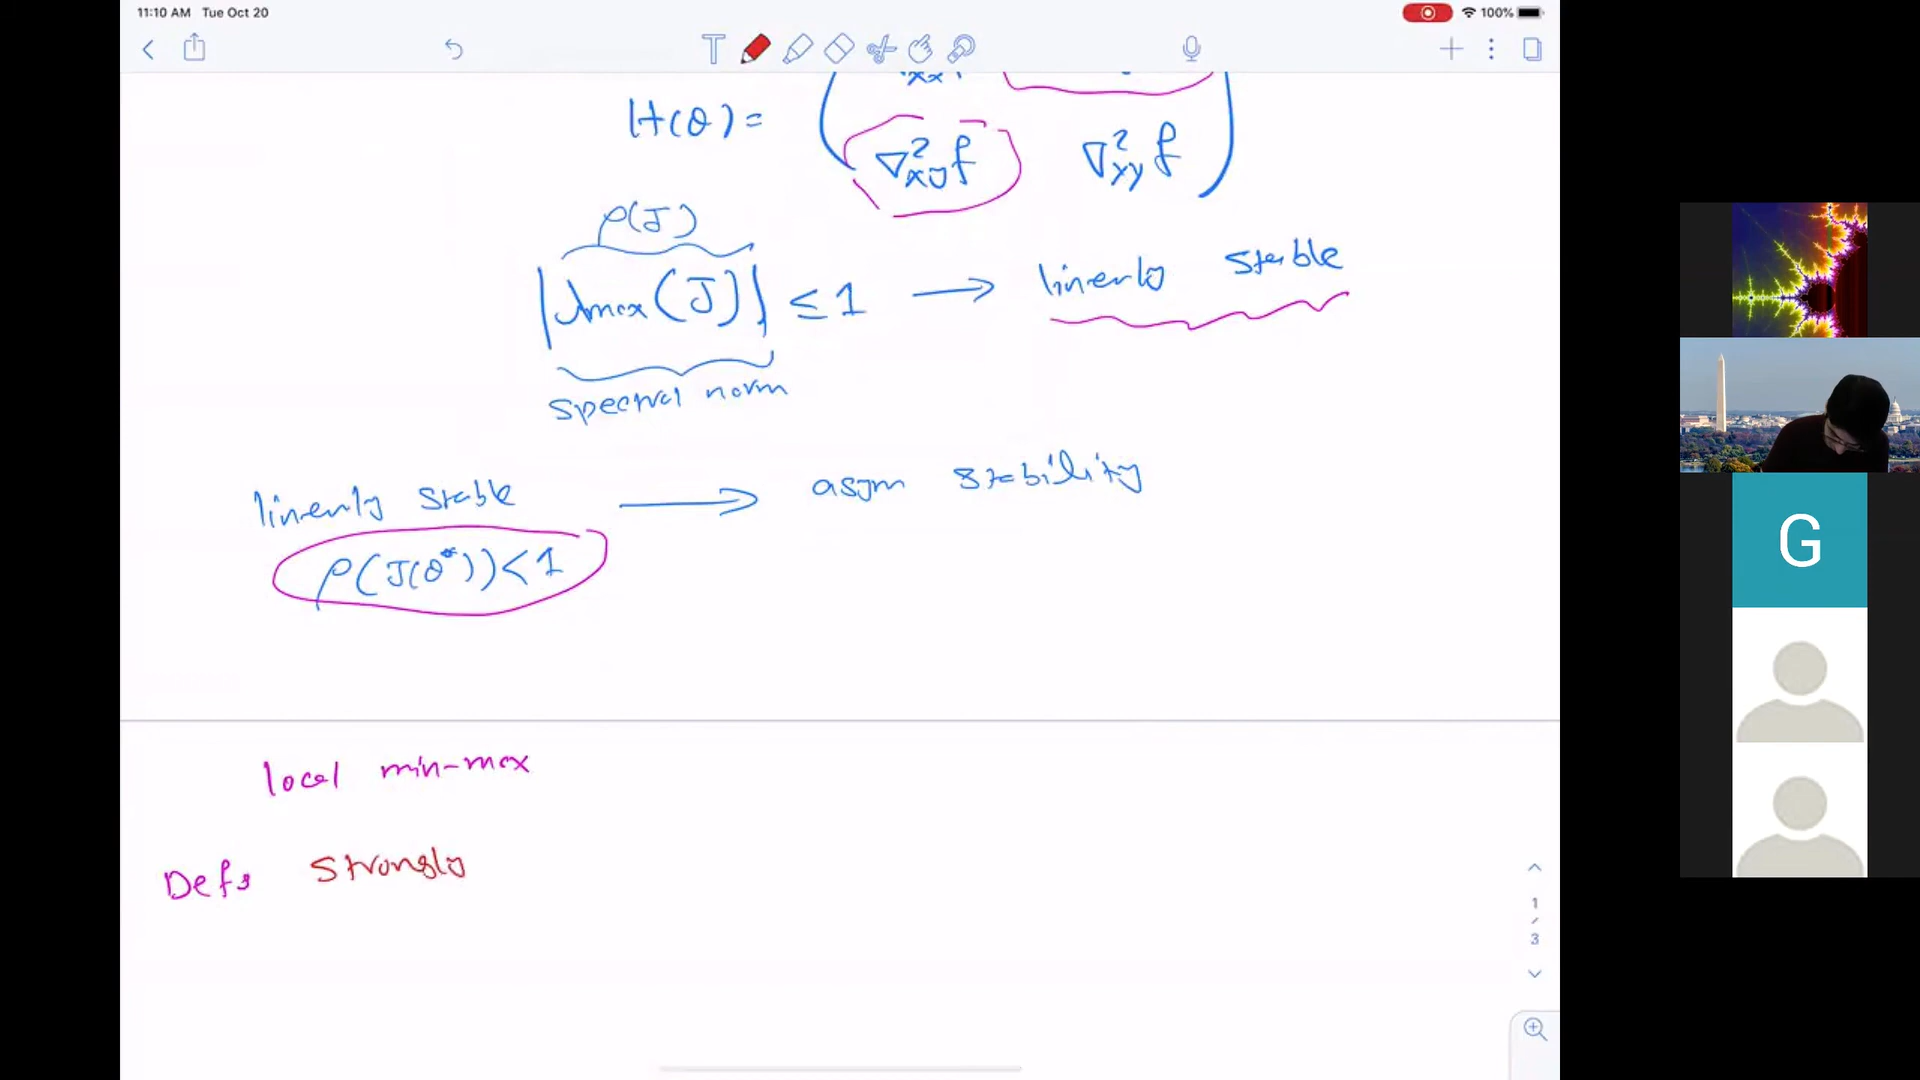 11:10 AM Tue Oct 20
100%
H(θ) =
∇²xy f ∇²yy f
ρ(J)
|λmax(J)| ≤ 1 → linearly stable
spectral norm
linearly stable → asym stability
ρ(J(θ*)) < 1
G
local min-max
Def: Strongly
1
/
3